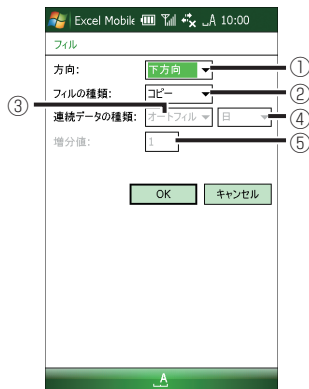 Excel Mobile A 10:00
フィル
方向: 下方向 ①
フィルの種類: コピー ②
③
連続データの種類: オートフィル 日 ④
増分値: 1 ⑤
OK キャンセル
A